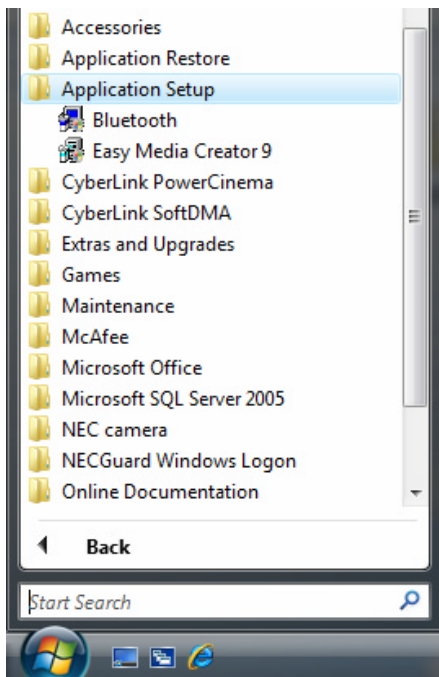 Accessories
Application Restore
Application Setup
Bluetooth
Easy Media Creator 9
CyberLink PowerCinema
CyberLink SoftDMA
Extras and Upgrades
Games
Maintenance
McAfee
Microsoft Office
Microsoft SQL Server 2005
NEC camera
NECGuard Windows Logon
Online Documentation
Back
Start Search